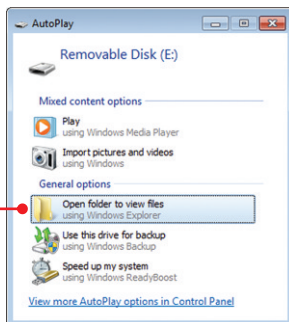 AutoPlay
Removable Disk (E:)
Mixed content options
Play
using Windows Media Player
Import pictures and videos
using Windows
General options
Open folder to view files
using Windows Explorer
Use this drive for backup
using Windows Backup
Speed up my system
using Windows ReadyBoost
View more AutoPlay options in Control Panel